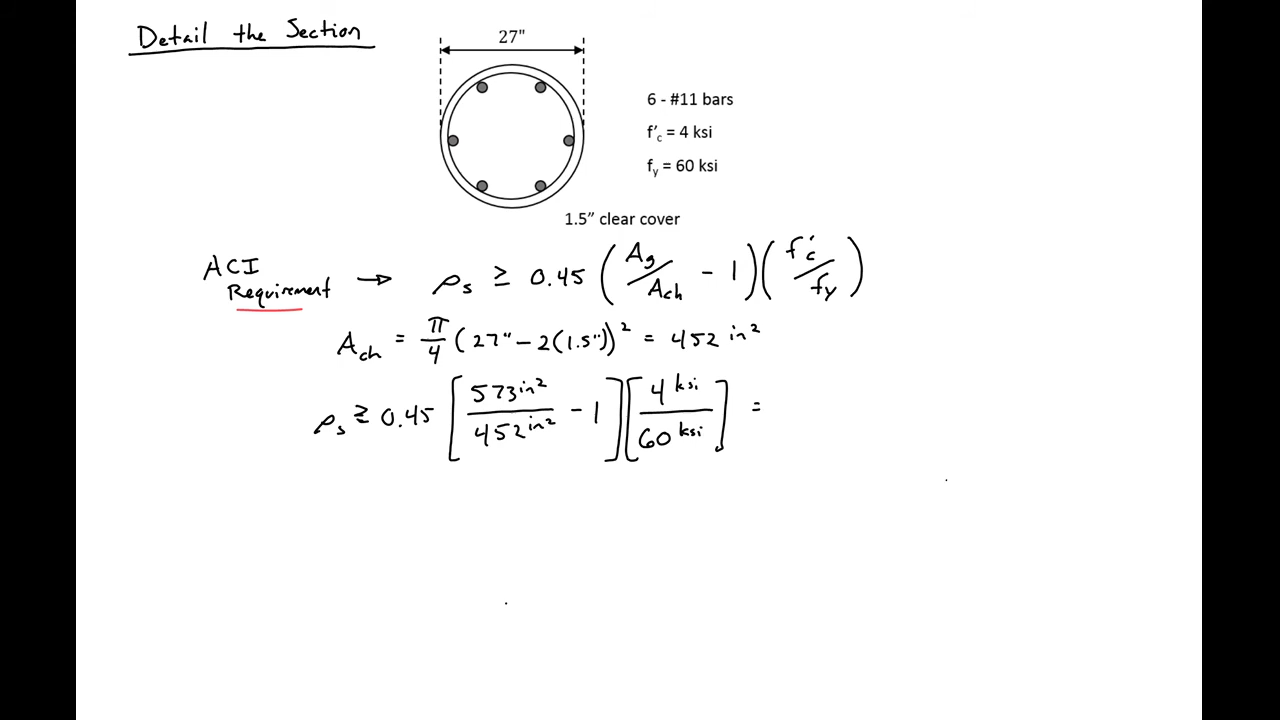 Detail the Section
27"
6 - #11 bars
f'c = 4 ksi
fy = 60 ksi
1.5” clear cover
ACI Requirement → ρs ≥ 0.45 (Ag/Ach - 1)(f'c/fy)
Ach = π/4 (27" - 2(1.5"))² = 452 in²
ρs ≥ 0.45 [573 in²/452 in² - 1][4 ksi/60 ksi] =